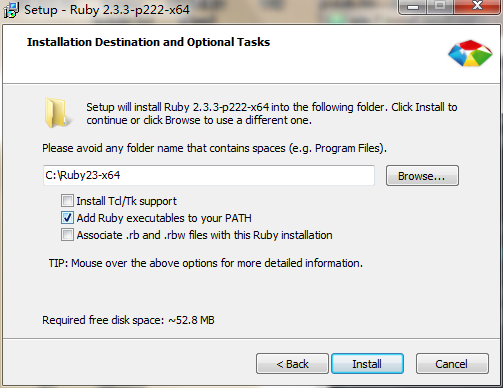 Setup - Ruby 2.3.3-p222-x64
Installation Destination and Optional Tasks
Setup will install Ruby 2.3.3-p222-x64 into the following folder. Click Install to
continue or click Browse to use a different one.
Please avoid any folder name that contains spaces (e.g. Program Files).
C:\Ruby23-x64
Browse...
Install Tcl/Tk support
Add Ruby executables to your PATH
Associate .rb and .rbw files with this Ruby installation
TIP: Mouse over the above options for more detailed information.
Required free disk space: ~52.8 MB
< Back
Install
Cancel